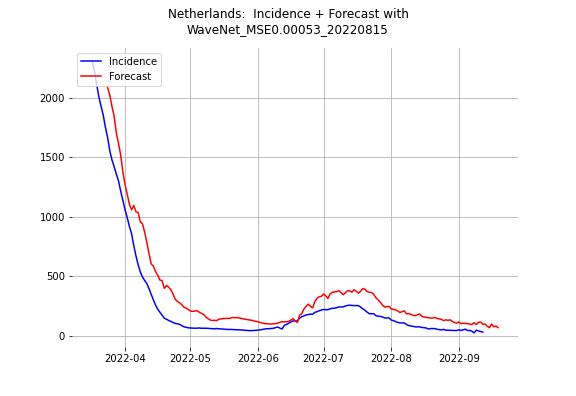 Netherlands:  Incidence + Forecast with
WaveNet_MSE0.00053_20220815
Incidence
Forecast
2000
1500
1000
500
0
2022-04 2022-05 2022-06 2022-07 2022-08 2022-09